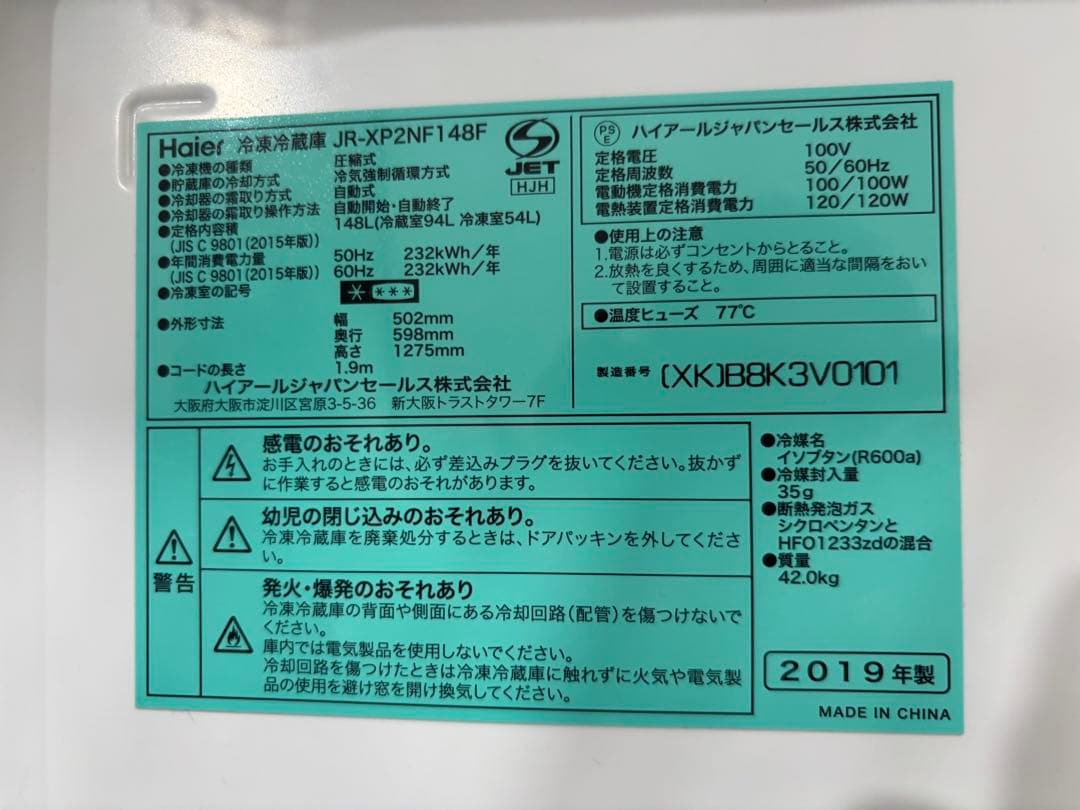 Haier 冷凍冷蔵庫 JR-XP2NF148F
●冷凍機の種類 圧縮式
●貯蔵庫の冷却方式 冷気強制循環方式
●冷却器の霜取り方式 自動式
●冷却器の霜取り操作方法 自動開始・自動終了
●定格内容積 148L(冷蔵室94L 冷凍室54L)
(JIS C 9801(2015年版))
●年間消費電力量 50Hz 232kWh/年
(JIS C 9801(2015年版)) 60Hz 232kWh/年
●冷凍室の記号
●外形寸法 幅 502mm
奥行 598mm
高さ 1275mm
●コードの長さ 1.9m
ハイアールジャパンセールス株式会社
大阪府大阪市淀川区宮原3-5-36 新大阪トラストタワー7F
JET
HJH
PSE ハイアールジャパンセールス株式会社
定格電圧 100V
定格周波数 50/60Hz
電動機定格消費電力 100/100W
電熱装置定格消費電力 120/120W
●使用上の注意
1.電源は必ずコンセントからとること。
2.放熱を良くするため、周囲に適当な間隔をおい
て設置すること。
●温度ヒューズ 77℃
製造番号 (XK)B8K3V0101
警告
感電のおそれあり。
お手入れのときには、必ず差込みプラグを抜いてください。抜かず
に作業すると感電のおそれがあります。
幼児の閉じ込みのおそれあり。
冷凍冷蔵庫を廃棄処分するときは、ドアパッキンを外してくださ
い。
発火・爆発のおそれあり
冷凍冷蔵庫の背面や側面にある冷却回路(配管)を傷つけないで
ください。
庫内では電気製品を使用しないでください。
冷却回路を傷つけたときは冷凍冷蔵庫に触れずに火気や電気製
品の使用を避け窓を開け換気してください。
●冷媒名
イソブタン(R600a)
●冷媒封入量
35g
●断熱発泡ガス
シクロペンタンと
HFO1233zdの混合
●質量
42.0kg
2019年製
MADE IN CHINA